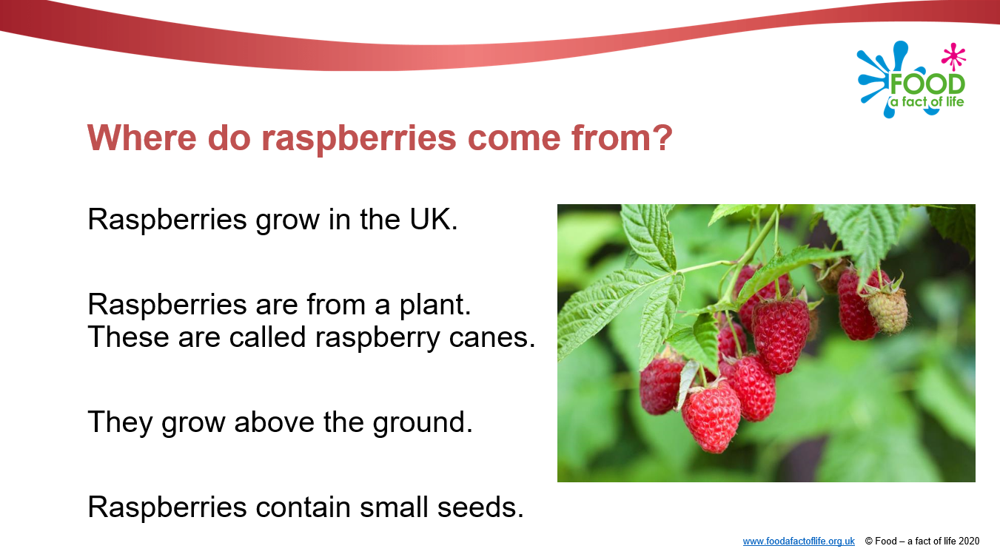 FOOD
a fact of life
Where do raspberries come from?
Raspberries grow in the UK.
Raspberries are from a plant.
These are called raspberry canes.
They grow above the ground.
Raspberries contain small seeds.
www.foodafactoflife.org.uk © Food – a fact of life 2020